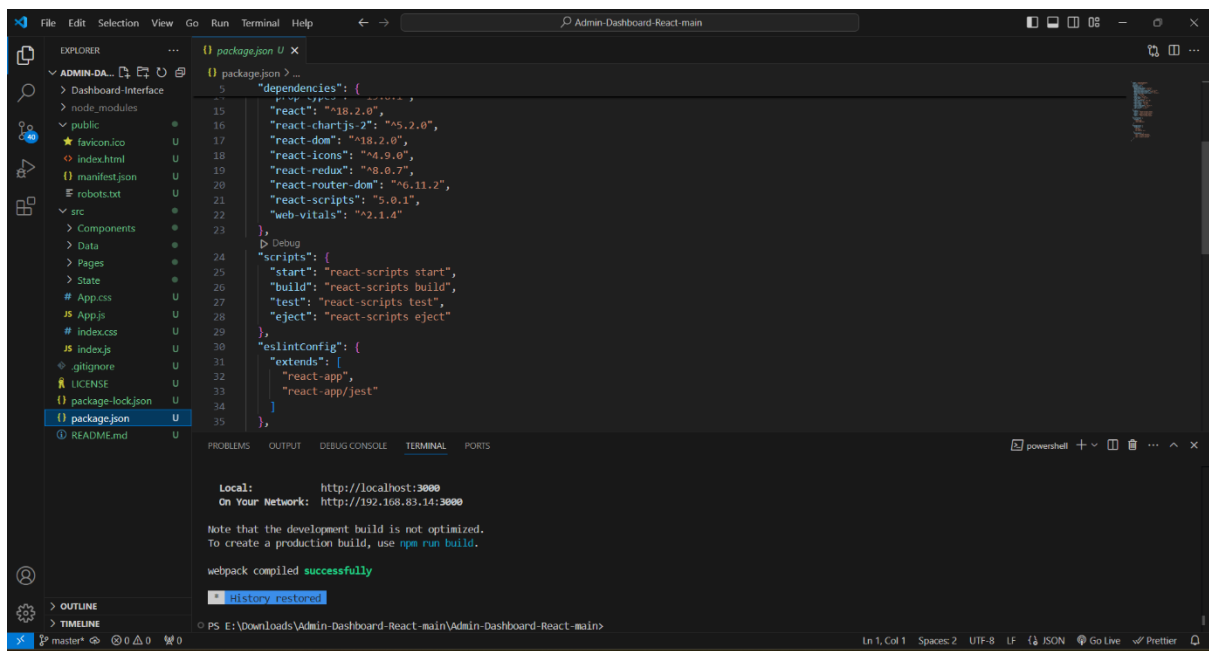 File Edit Selection View Go Run Terminal Help
Admin-Dashboard-React-main
EXPLORER
ADMIN-DA...
Dashboard-Interface
node_modules
public
favicon.ico U
index.html U
manifest.json U
robots.txt U
src
Components
Data
Pages
State
# App.css U
JS App.js U
# index.css U
JS index.js U
.gitignore U
LICENSE U
{} package-lock.json U
{} package.json U
README.md U
OUTLINE
TIMELINE
40
{} package.json U
{} package.json > ...
5 "dependencies": {
15 "react": "^18.2.0",
16 "react-chartjs-2": "^5.2.0",
17 "react-dom": "^18.2.0",
18 "react-icons": "^4.9.0",
19 "react-redux": "^8.0.7",
20 "react-router-dom": "^6.11.2",
21 "react-scripts": "5.0.1",
22 "web-vitals": "^2.1.4"
23 },
Debug
24 "scripts": {
25 "start": "react-scripts start",
26 "build": "react-scripts build",
27 "test": "react-scripts test",
28 "eject": "react-scripts eject"
29 },
30 "eslintConfig": {
31 "extends": [
32 "react-app",
33 "react-app/jest"
34 ]
35 },
PROBLEMS OUTPUT DEBUG CONSOLE TERMINAL PORTS
powershell
Local: http://localhost:3000
On Your Network: http://192.168.83.14:3000
Note that the development build is not optimized.
To create a production build, use npm run build.
webpack compiled successfully
* History restored
PS E:\Downloads\Admin-Dashboard-React-main\Admin-Dashboard-React-main>
master* 0 0 0
Ln 1, Col 1 Spaces: 2 UTF-8 LF {} JSON Go Live Prettier